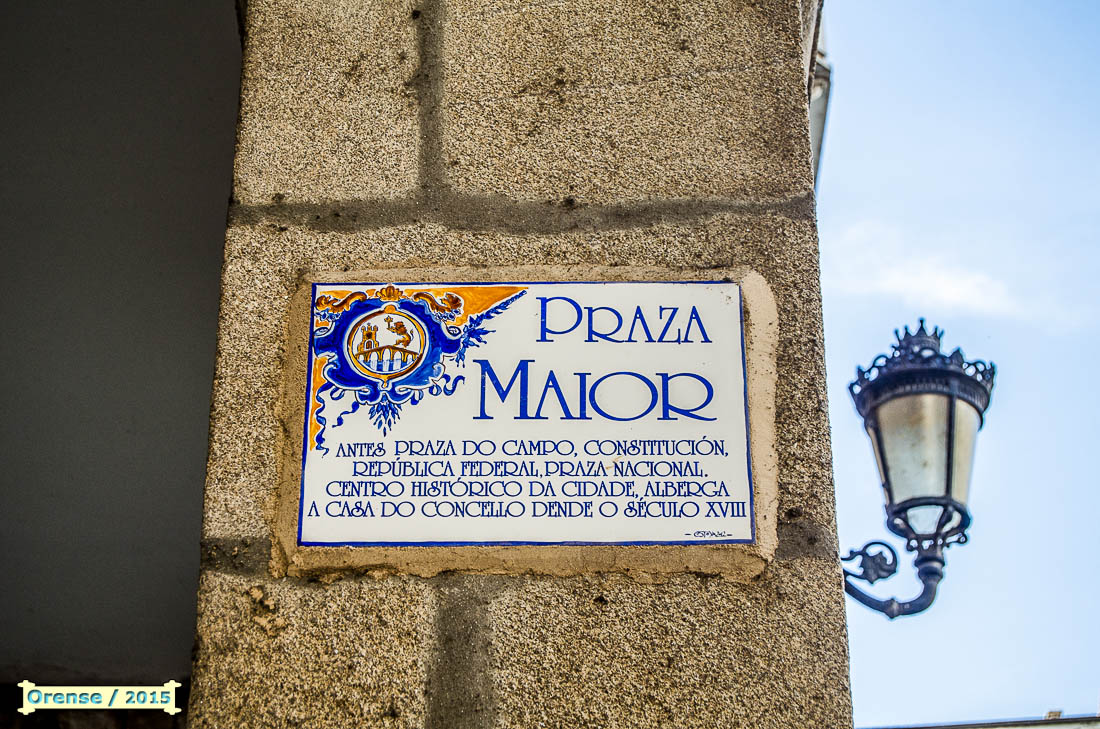 PRAZA
MAIOR
ANTES PRAZA DO CAMPO, CONSTITUCIÓN,
REPÚBLICA FEDERAL, PRAZA NACIONAL.
CENTRO HISTÓRICO DA CIDADE, ALBERGA
A CASA DO CONCELLO DENDE O SÉCULO XVIII
Orense / 2015